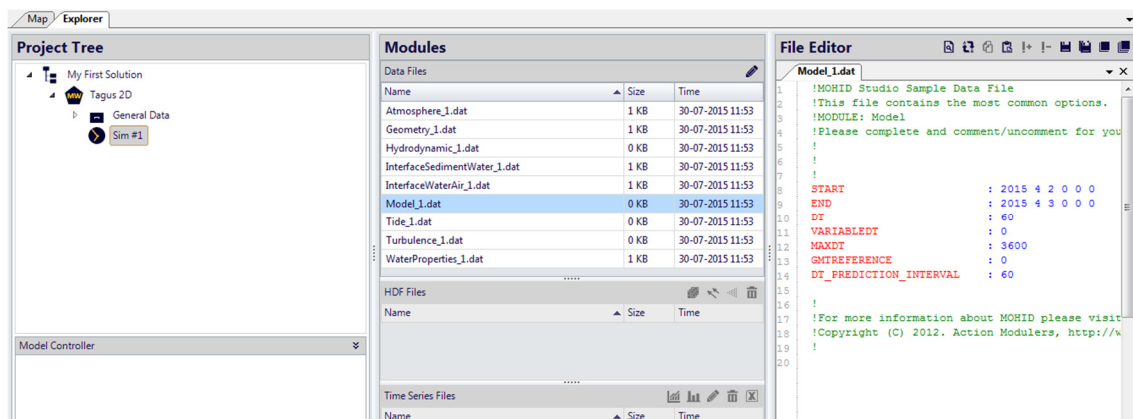 Map Explorer
Project Tree
My First Solution
MW Tagus 2D
General Data
Sim #1
Model Controller
Modules
Data Files
Name Size Time
Atmosphere_1.dat 1 KB 30-07-2015 11:53
Geometry_1.dat 1 KB 30-07-2015 11:53
Hydrodynamic_1.dat 0 KB 30-07-2015 11:53
InterfaceSedimentWater_1.dat 1 KB 30-07-2015 11:53
InterfaceWaterAir_1.dat 1 KB 30-07-2015 11:53
Model_1.dat 0 KB 30-07-2015 11:53
Tide_1.dat 0 KB 30-07-2015 11:53
Turbulence_1.dat 0 KB 30-07-2015 11:53
WaterProperties_1.dat 1 KB 30-07-2015 11:53
HDF Files
Name Size Time
Time Series Files
Name Size Time
File Editor
Model_1.dat
1 !MOHID Studio Sample Data File
2 !This file contains the most common options.
3 !MODULE: Model
4 !Please complete and comment/uncomment for you
5 !
6 !
7 !
8 START : 2015 4 2 0 0 0
9 END : 2015 4 3 0 0 0
10 DT : 60
11 VARIABLEDT : 0
12 MAXDT : 3600
13 GMTREFERENCE : 0
14 DT_PREDICTION_INTERVAL : 60
15
16 !
17 !For more information about MOHID please visit
18 !Copyright (C) 2012. Action Modulers, http://w
19 !
20